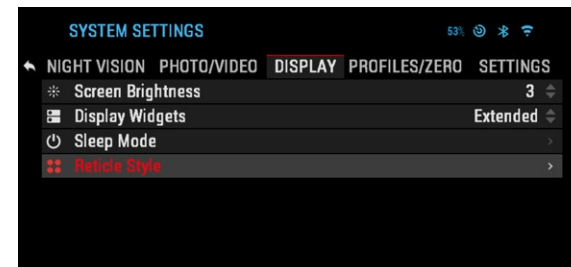 SYSTEM SETTINGS 53%
NIGHT VISION PHOTO/VIDEO DISPLAY PROFILES/ZERO SETTINGS
Screen Brightness 3
Display Widgets Extended
Sleep Mode
Reticle Style